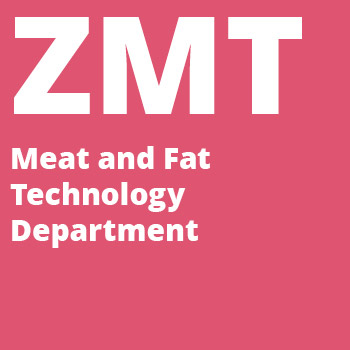 ZMT
Meat and Fat
Technology
Department